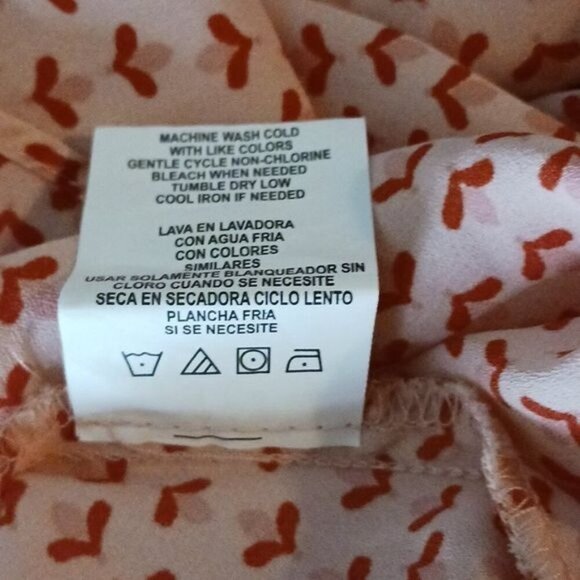 MACHINE WASH COLD
WITH LIKE COLORS
GENTLE CYCLE NON-CHLORINE
BLEACH WHEN NEEDED
TUMBLE DRY LOW
COOL IRON IF NEEDED
LAVA EN LAVADORA
CON AGUA FRIA
CON COLORES
SIMILARES
USAR SOLAMENTE BLANQUEADOR SIN
CLORO CUANDO SE NECESITE
SECA EN SECADORA CICLO LENTO
PLANCHA FRIA
SI SE NECESITE